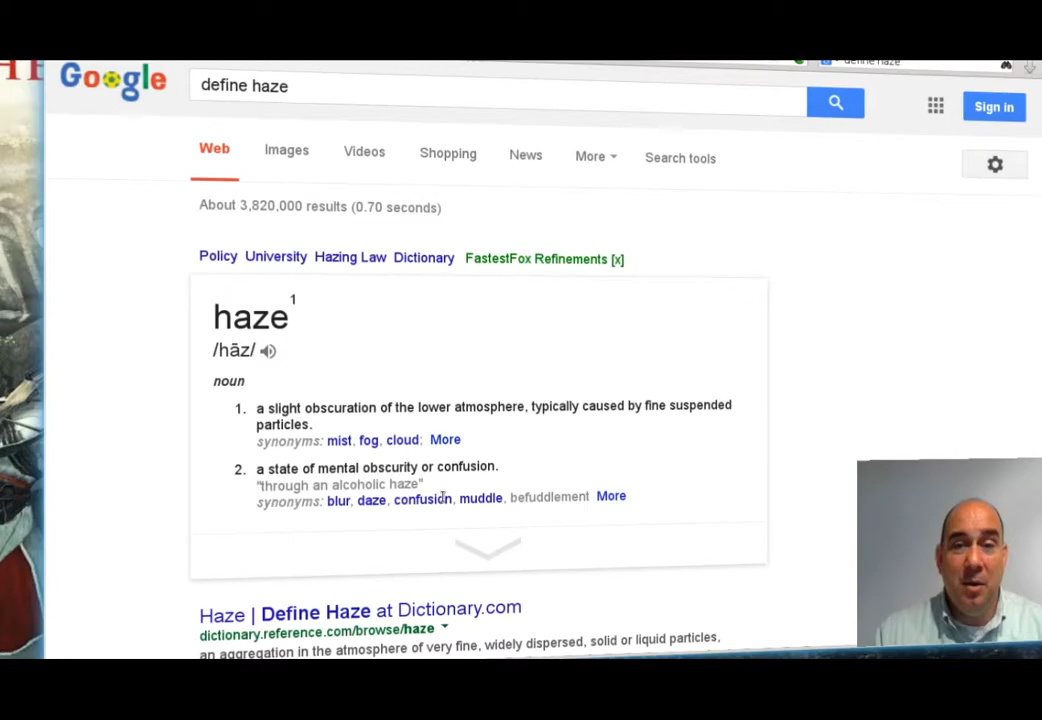 HE
Google
define haze
define haze
Sign in
Web Images Videos Shopping News More Search tools
About 3,820,000 results (0.70 seconds)
Policy University Hazing Law Dictionary FastestFox Refinements [x]
haze 1
/hāz/
noun
1. a slight obscuration of the lower atmosphere, typically caused by fine suspended
particles.
synonyms: mist, fog, cloud; More
2. a state of mental obscurity or confusion.
"through an alcoholic haze"
synonyms: blur, daze, confusion, muddle, befuddlement More
Haze | Define Haze at Dictionary.com
dictionary.reference.com/browse/haze
an aggregation in the atmosphere of very fine, widely dispersed, solid or liquid particles,